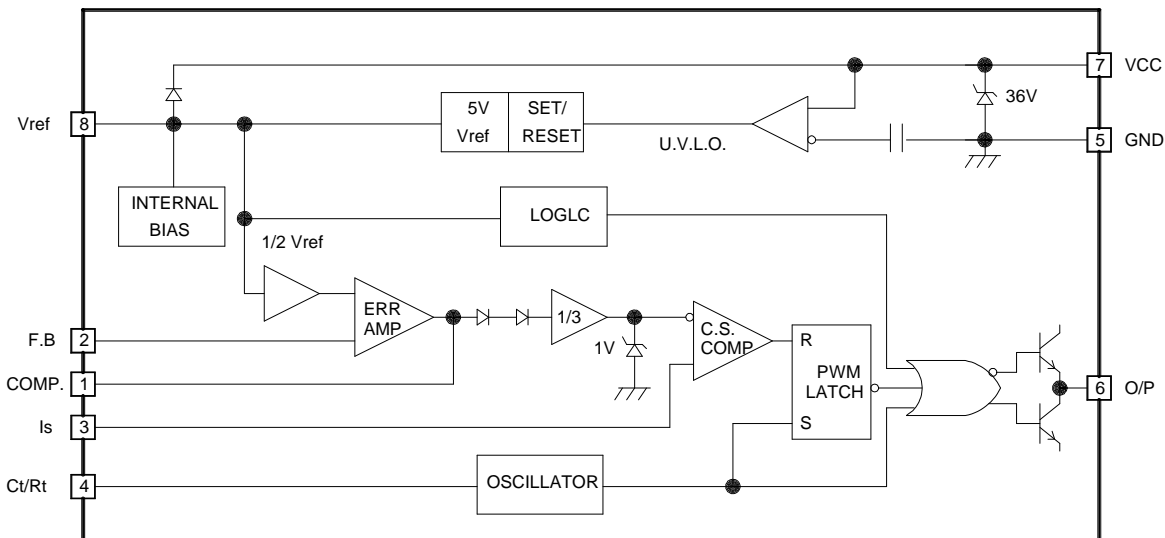 7 VCC
36V
Vref 8
5V
Vref
SET/
RESET
U.V.L.O.
5 GND
INTERNAL
BIAS
LOGLC
1/2 Vref
ERR
AMP
1/3
1V
C.S.
COMP
R
PWM
LATCH
S
F.B 2
COMP. 1
6 O/P
Is 3
Ct/Rt 4
OSCILLATOR